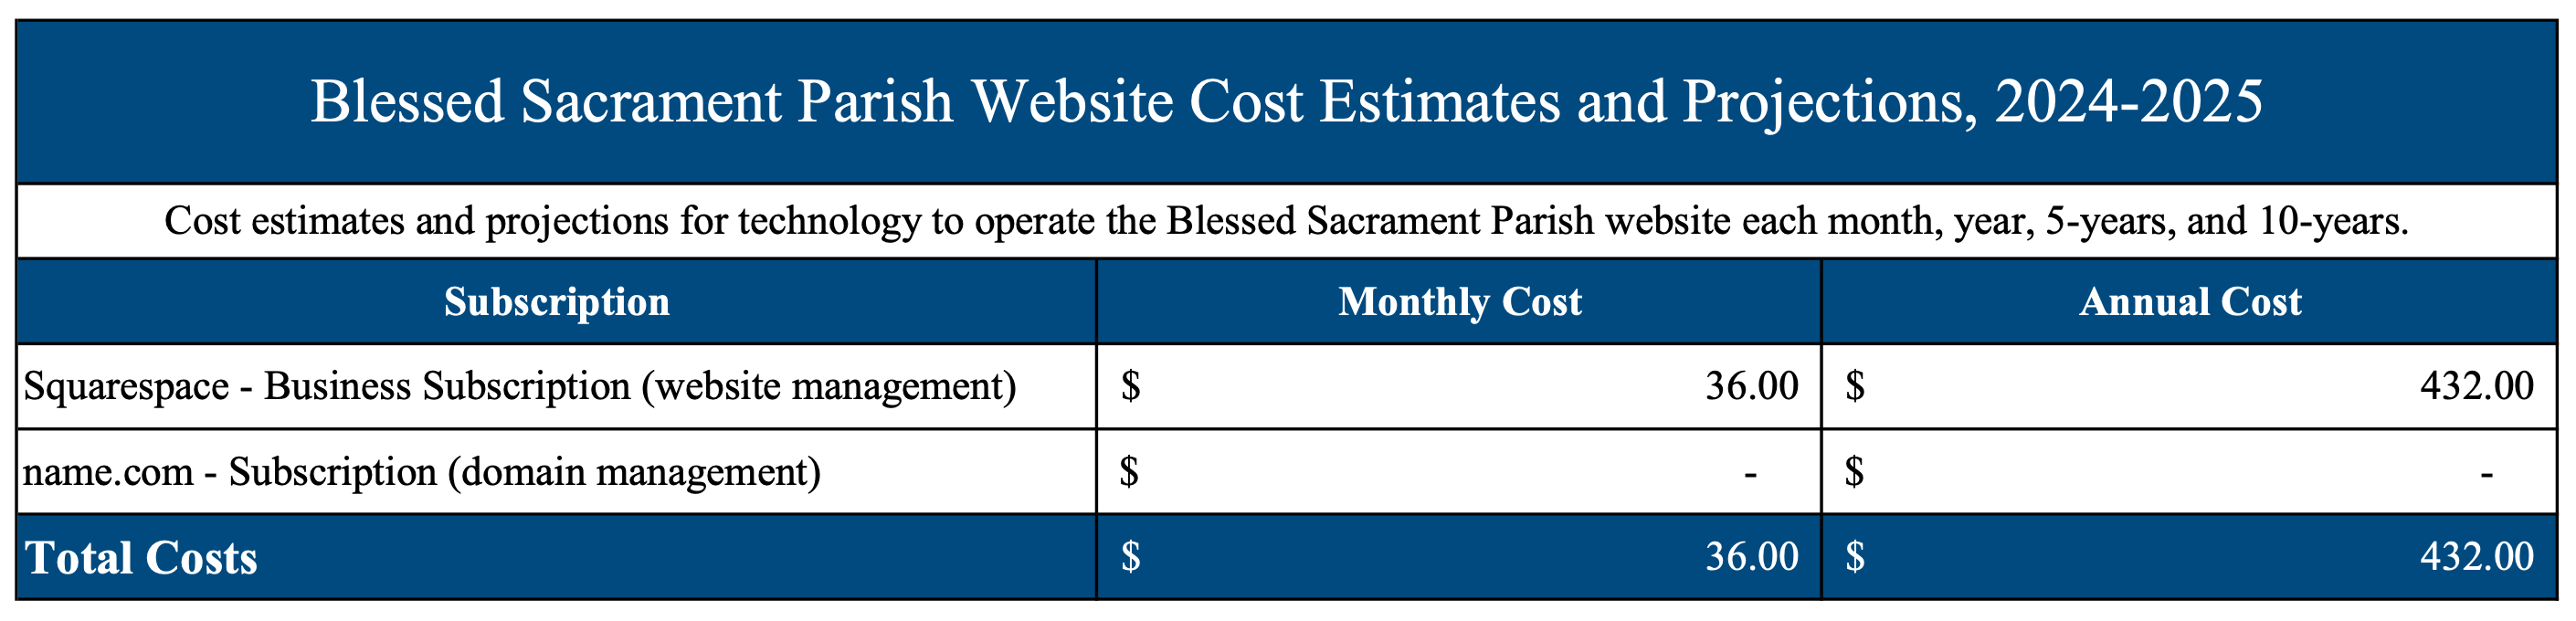 Blessed Sacrament Parish Website Cost Estimates and Projections, 2024-2025
Cost estimates and projections for technology to operate the Blessed Sacrament Parish website each month, year, 5-years, and 10-years.
Subscription Monthly Cost Annual Cost
Squarespace - Business Subscription (website management) $ 36.00 $ 432.00
name.com - Subscription (domain management) $ - $ -
Total Costs $ 36.00 $ 432.00